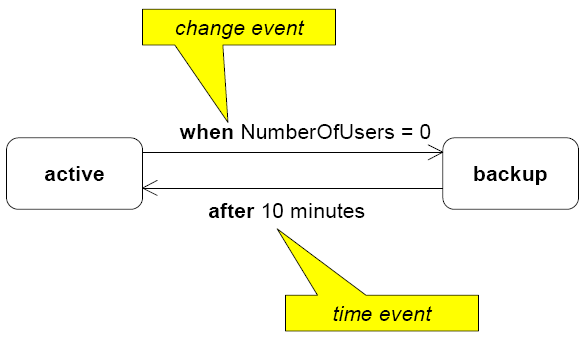 change event
when NumberOfUsers = 0
active
backup
after 10 minutes
time event